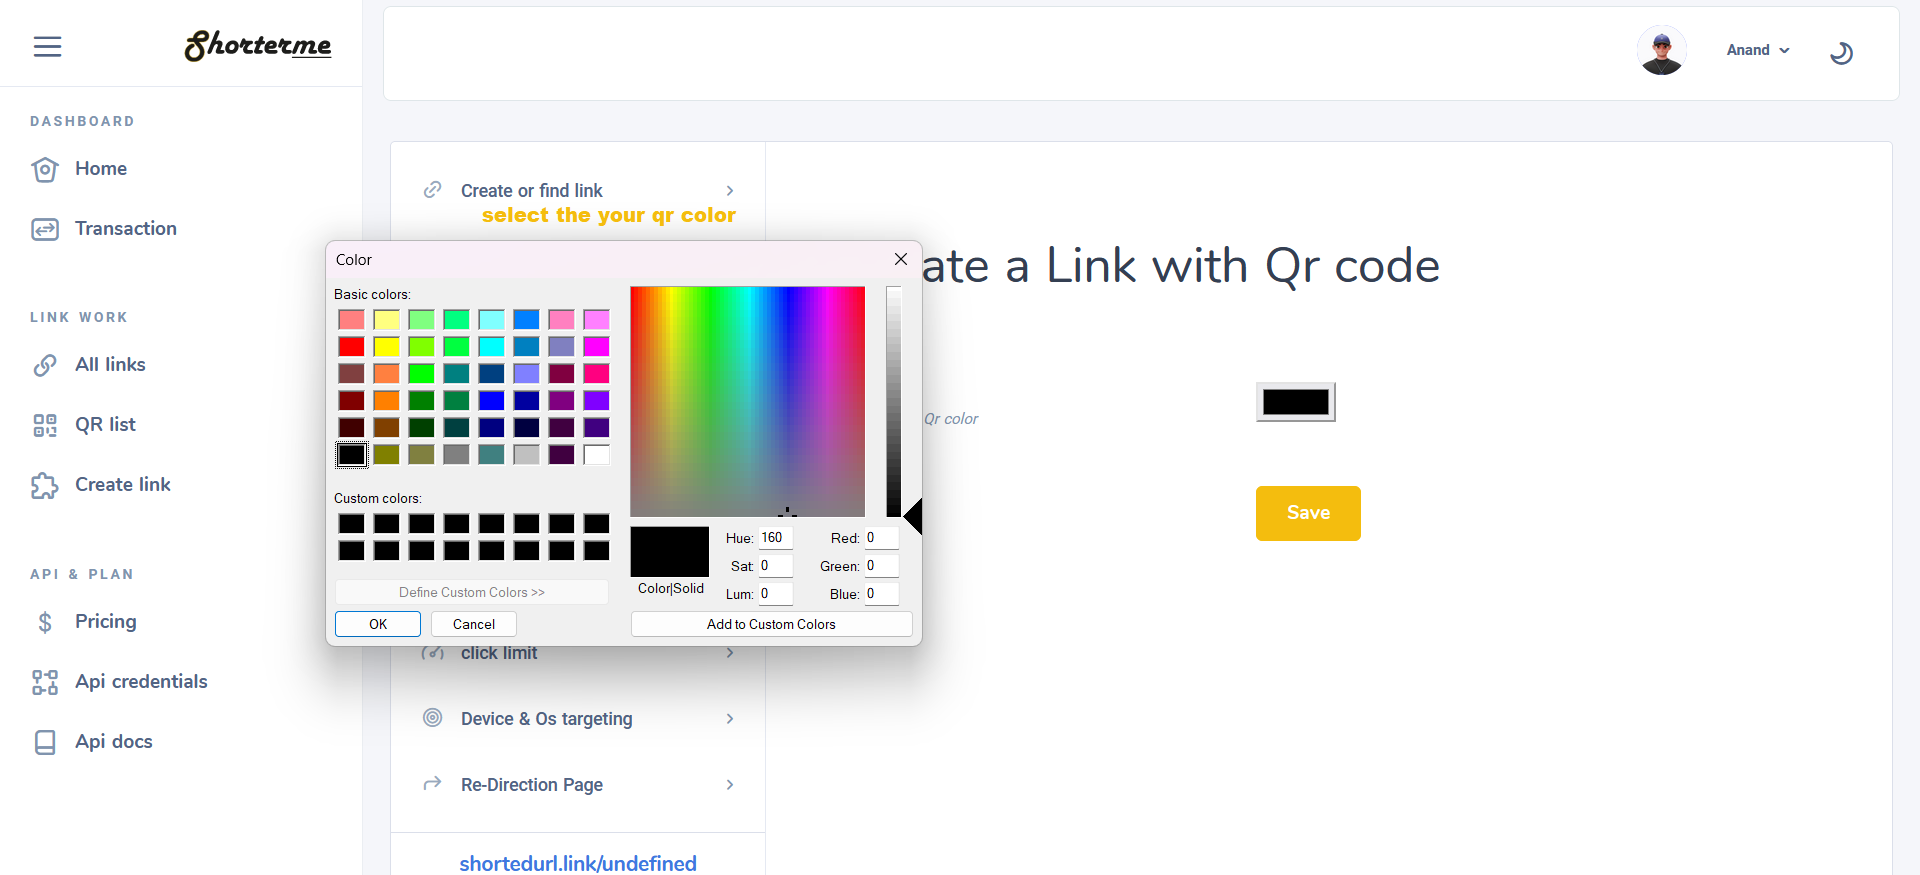 Shorterme
Anand
DASHBOARD
Home
Transaction
LINK WORK
All links
QR list
Create link
API & PLAN
Pricing
Api credentials
Api docs
Create or find link
select the your qr color
Color
Basic colors:
Custom colors:
Define Custom Colors >>
OK
Cancel
Hue: 160
Sat: 0
Lum: 0
Red: 0
Green: 0
Blue: 0
Color|Solid
Add to Custom Colors
click limit
Device & Os targeting
Re-Direction Page
shortedurl.link/undefined
ate a Link with Qr code
Qr color
Save